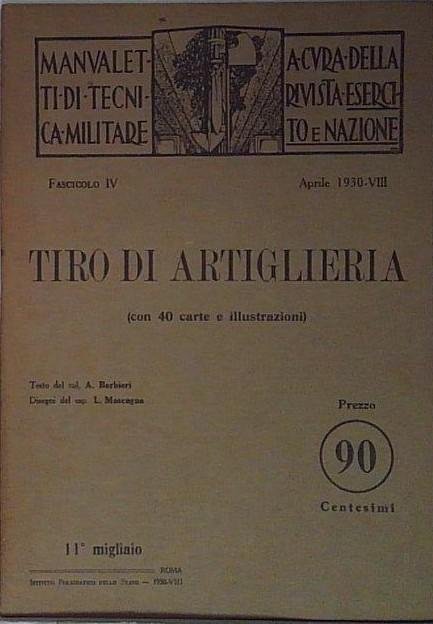 MANVALET-
TI·DI·TECNI-
CA·MILITARE
A·CVRA·DELLA
RIVISTA·ESERCI-
TO E NAZIONE
FASCICOLO IV
Aprile 1930-VIII
TIRO DI ARTIGLIERIA
(con 40 carte e illustrazioni)
Testo del col. A. Barbieri
Disegni del cap. L. Mascagna
Prezzo
90
Centesimi
11° migliaio
ROMA
ISTITUTO POLIGRAFICO DELLO STATO — 1930-VIII